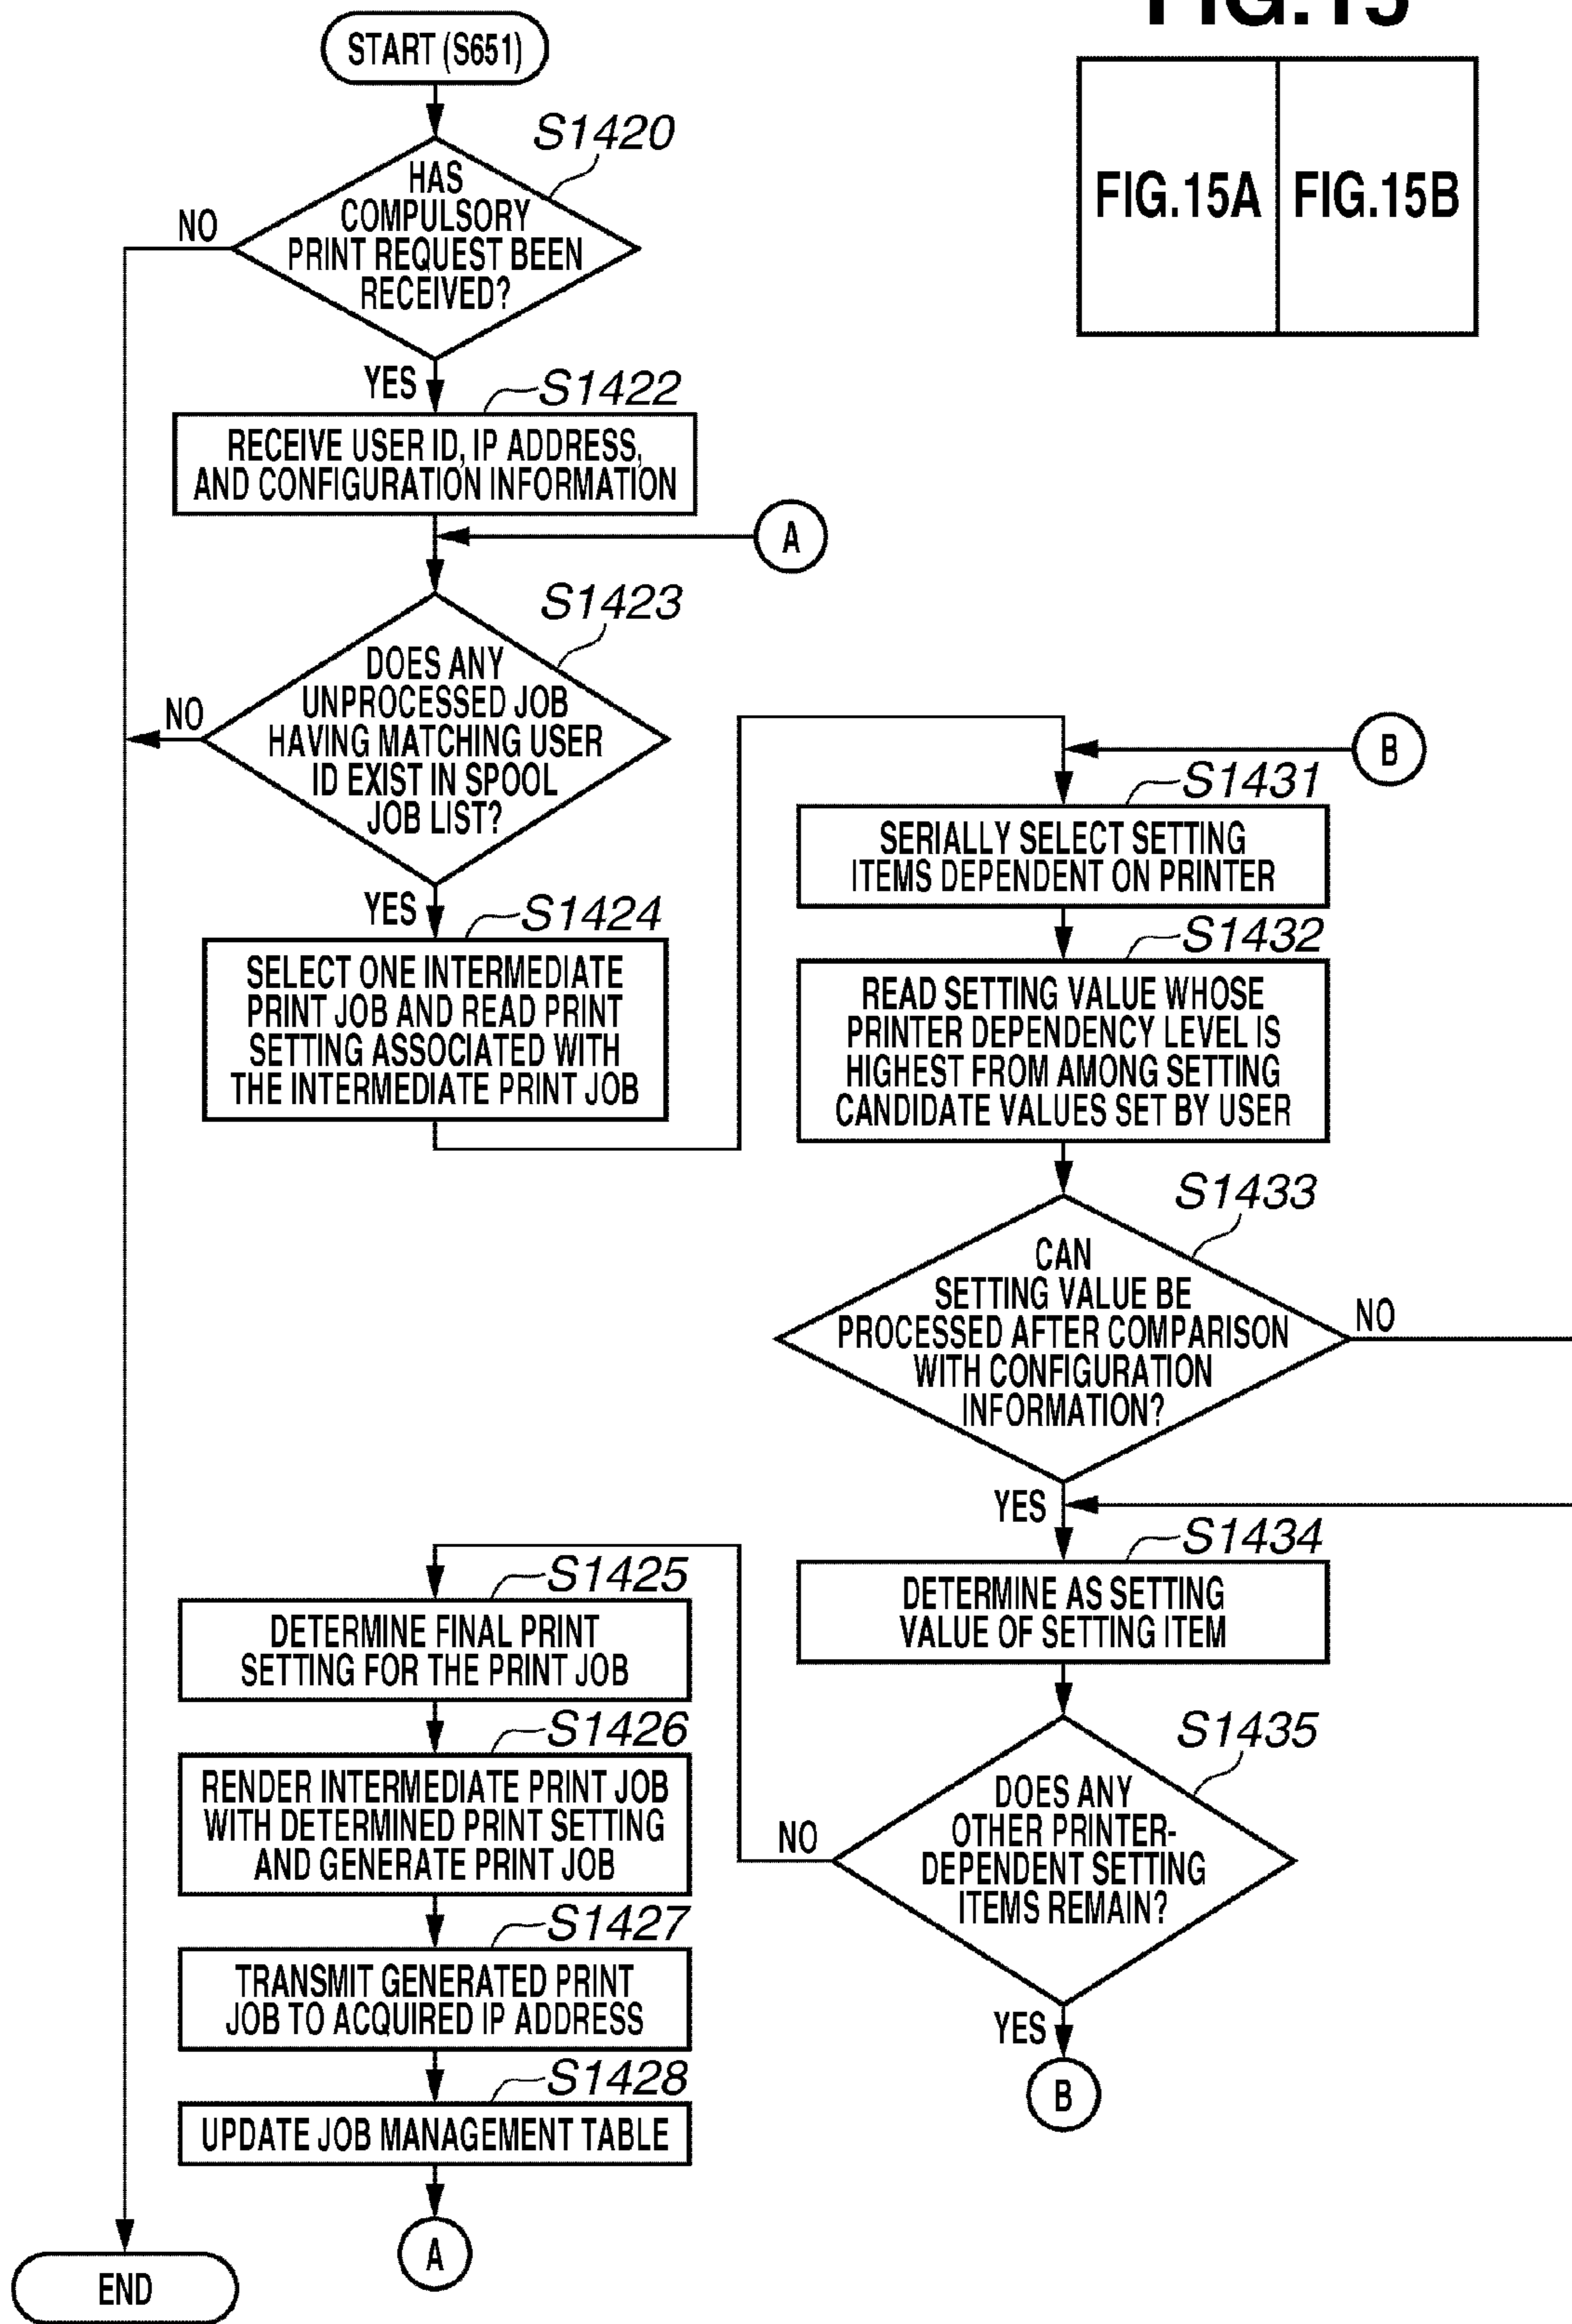 FIG.15
FIG.15A
FIG.15B
START (S651)
S1420
HAS
COMPULSORY
PRINT REQUEST BEEN
RECEIVED?
NO
YES
S1422
RECEIVE USER ID, IP ADDRESS,
AND CONFIGURATION INFORMATION
A
S1423
DOES ANY
UNPROCESSED JOB
HAVING MATCHING USER
ID EXIST IN SPOOL
JOB LIST?
NO
YES
S1424
SELECT ONE INTERMEDIATE
PRINT JOB AND READ PRINT
SETTING ASSOCIATED WITH
THE INTERMEDIATE PRINT JOB
B
S1431
SERIALLY SELECT SETTING
ITEMS DEPENDENT ON PRINTER
S1432
READ SETTING VALUE WHOSE
PRINTER DEPENDENCY LEVEL IS
HIGHEST FROM AMONG SETTING
CANDIDATE VALUES SET BY USER
S1433
CAN
SETTING VALUE BE
PROCESSED AFTER COMPARISON
WITH CONFIGURATION
INFORMATION?
NO
YES
S1434
DETERMINE AS SETTING
VALUE OF SETTING ITEM
S1435
DOES ANY
OTHER PRINTER-
DEPENDENT SETTING
ITEMS REMAIN?
NO
YES
B
S1425
DETERMINE FINAL PRINT
SETTING FOR THE PRINT JOB
S1426
RENDER INTERMEDIATE PRINT JOB
WITH DETERMINED PRINT SETTING
AND GENERATE PRINT JOB
S1427
TRANSMIT GENERATED PRINT
JOB TO ACQUIRED IP ADDRESS
S1428
UPDATE JOB MANAGEMENT TABLE
A
END